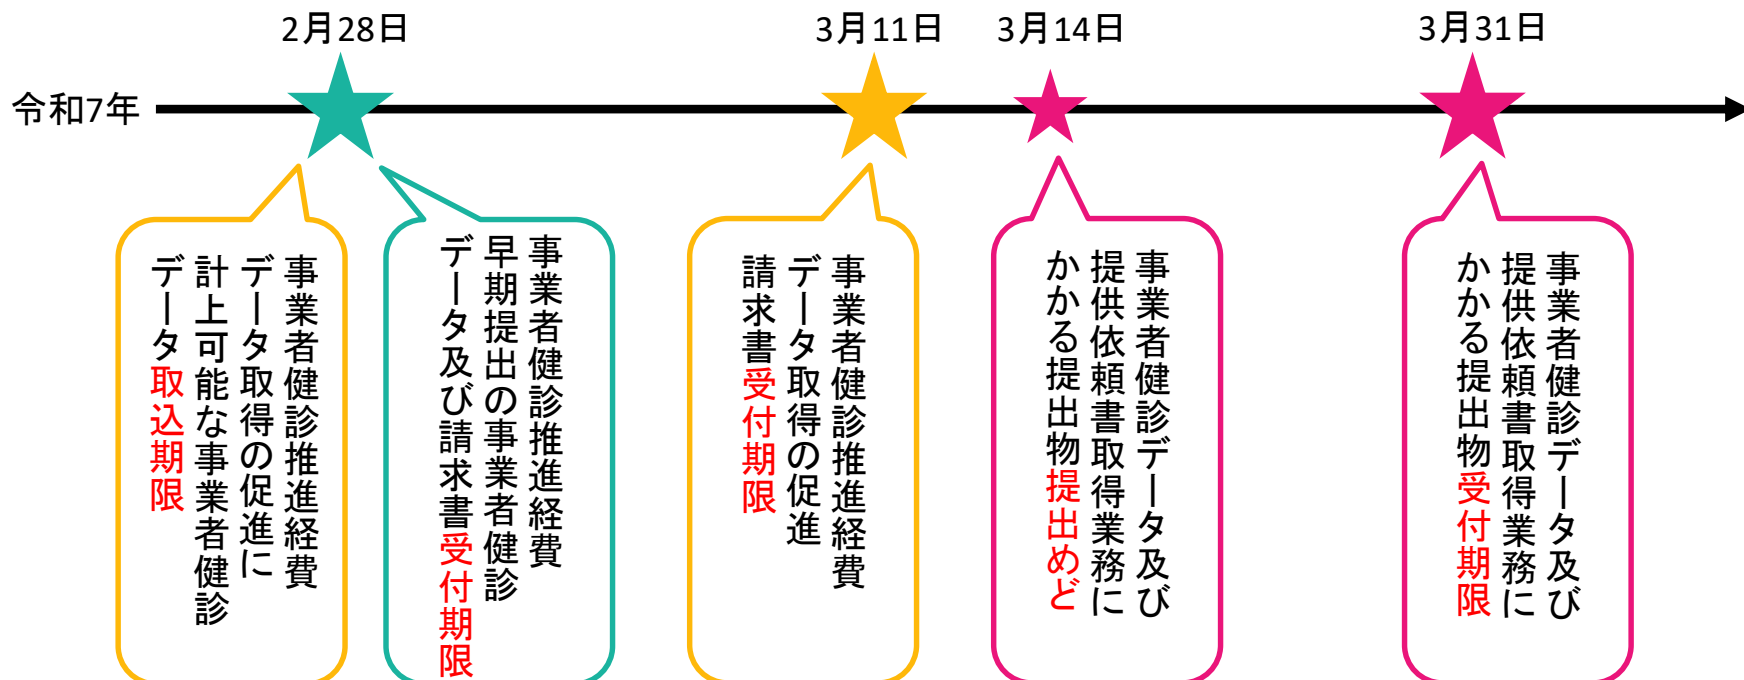 2月28日
3月11日
3月14日
3月31日
令和7年
事業者健診推進経費
データ取得の促進に
計上可能な事業者健診
データ取込期限
事業者健診推進経費
早期提出の事業者健診
データ及び請求書受付期限
事業者健診推進経費
データ取得の促進
請求書受付期限
事業者健診データ及び
提供依頼書取得業務に
かかる提出物提出めど
事業者健診データ及び
提供依頼書取得業務に
かかる提出物受付期限